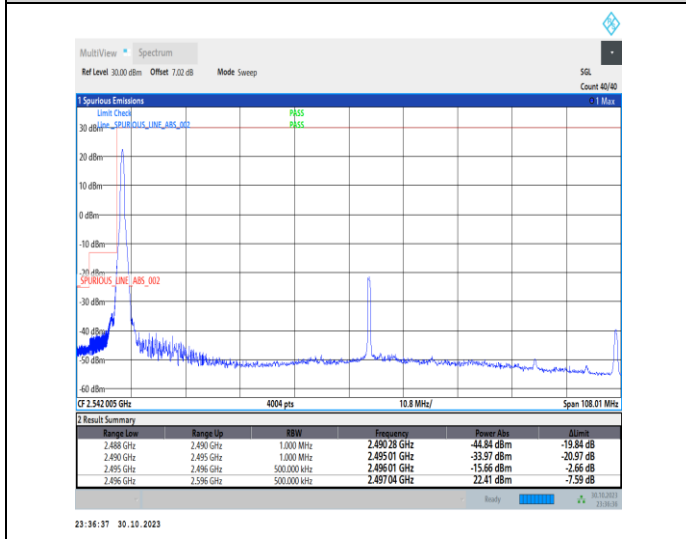 MultiView Spectrum
Ref Level 30.00 dBm Offset 7.02 dB Mode Sweep SGL
Count 40/40
1 Spurious Emissions 1 Max
Limit Check PASS
30 dBm Line _SPURIOUS_LINE_ABS_002 PASS
20 dBm
10 dBm
0 dBm
-10 dBm
-20 dBm
_SPURIOUS_LINE_ABS_002
-30 dBm
-40 dBm
-50 dBm
-60 dBm
CF 2.542 005 GHz 4004 pts 10.8 MHz/ Span 108.01 MHz
2 Result Summary
Range Low Range Up RBW Frequency Power Abs ΔLimit
2.488 GHz 2.490 GHz 1.000 MHz 2.490 28 GHz -44.84 dBm -19.84 dB
2.490 GHz 2.495 GHz 1.000 MHz 2.495 01 GHz -33.97 dBm -20.97 dB
2.495 GHz 2.496 GHz 500.000 kHz 2.496 01 GHz -15.66 dBm -2.66 dB
2.496 GHz 2.596 GHz 500.000 kHz 2.497 04 GHz 22.41 dBm -7.59 dB
Ready 30.10.2023
23:36:36
23:36:37 30.10.2023